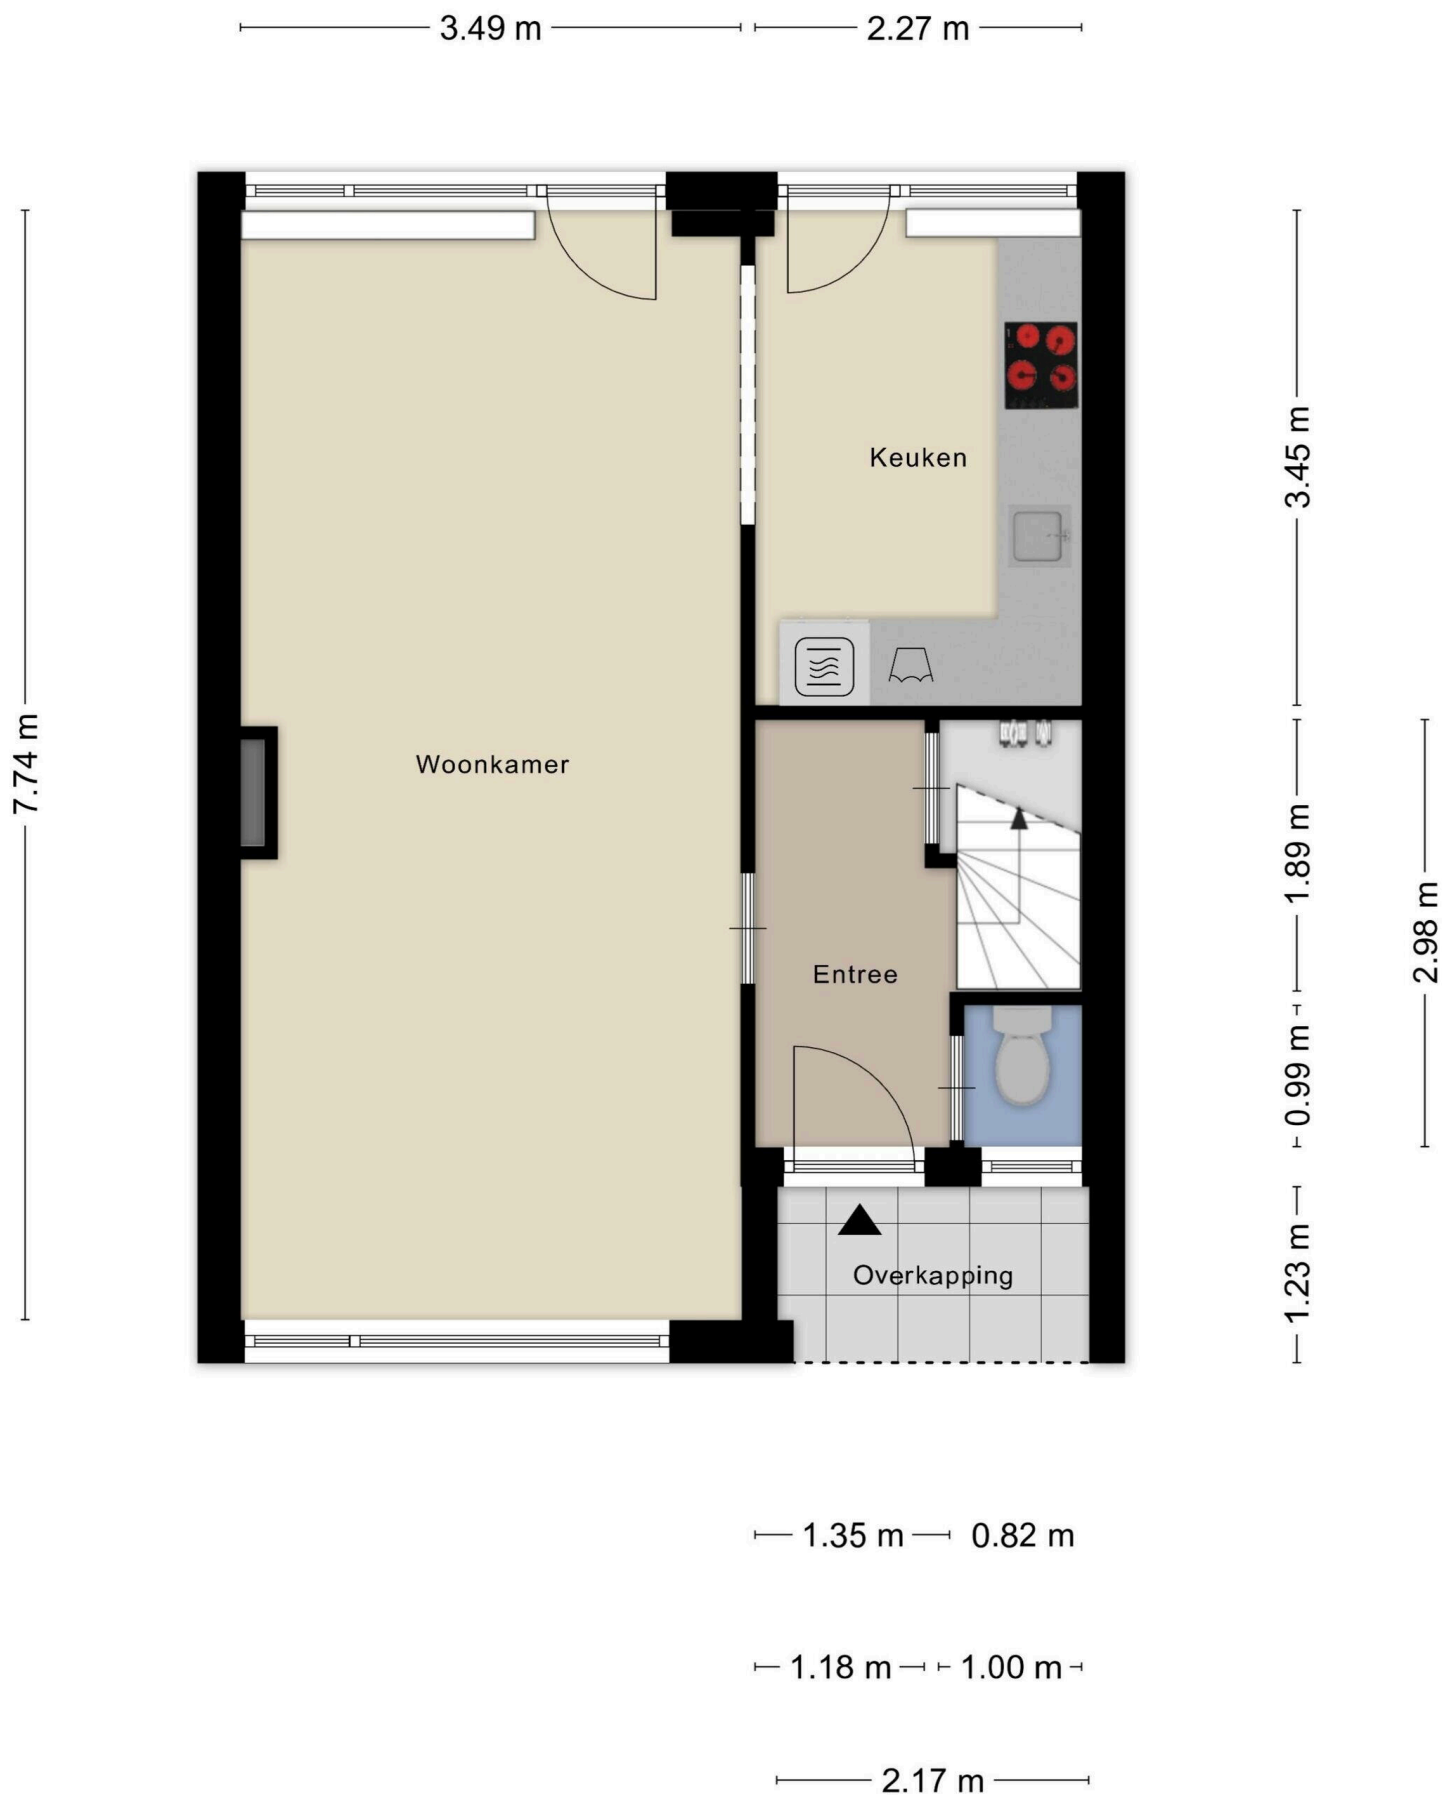 3.49 m
2.27 m
Keuken
3.45 m
7.74 m
Woonkamer
1.89 m
2.98 m
Entree
0.99 m
Overkapping
1.23 m
1.35 m
0.82 m
1.18 m
1.00 m
2.17 m